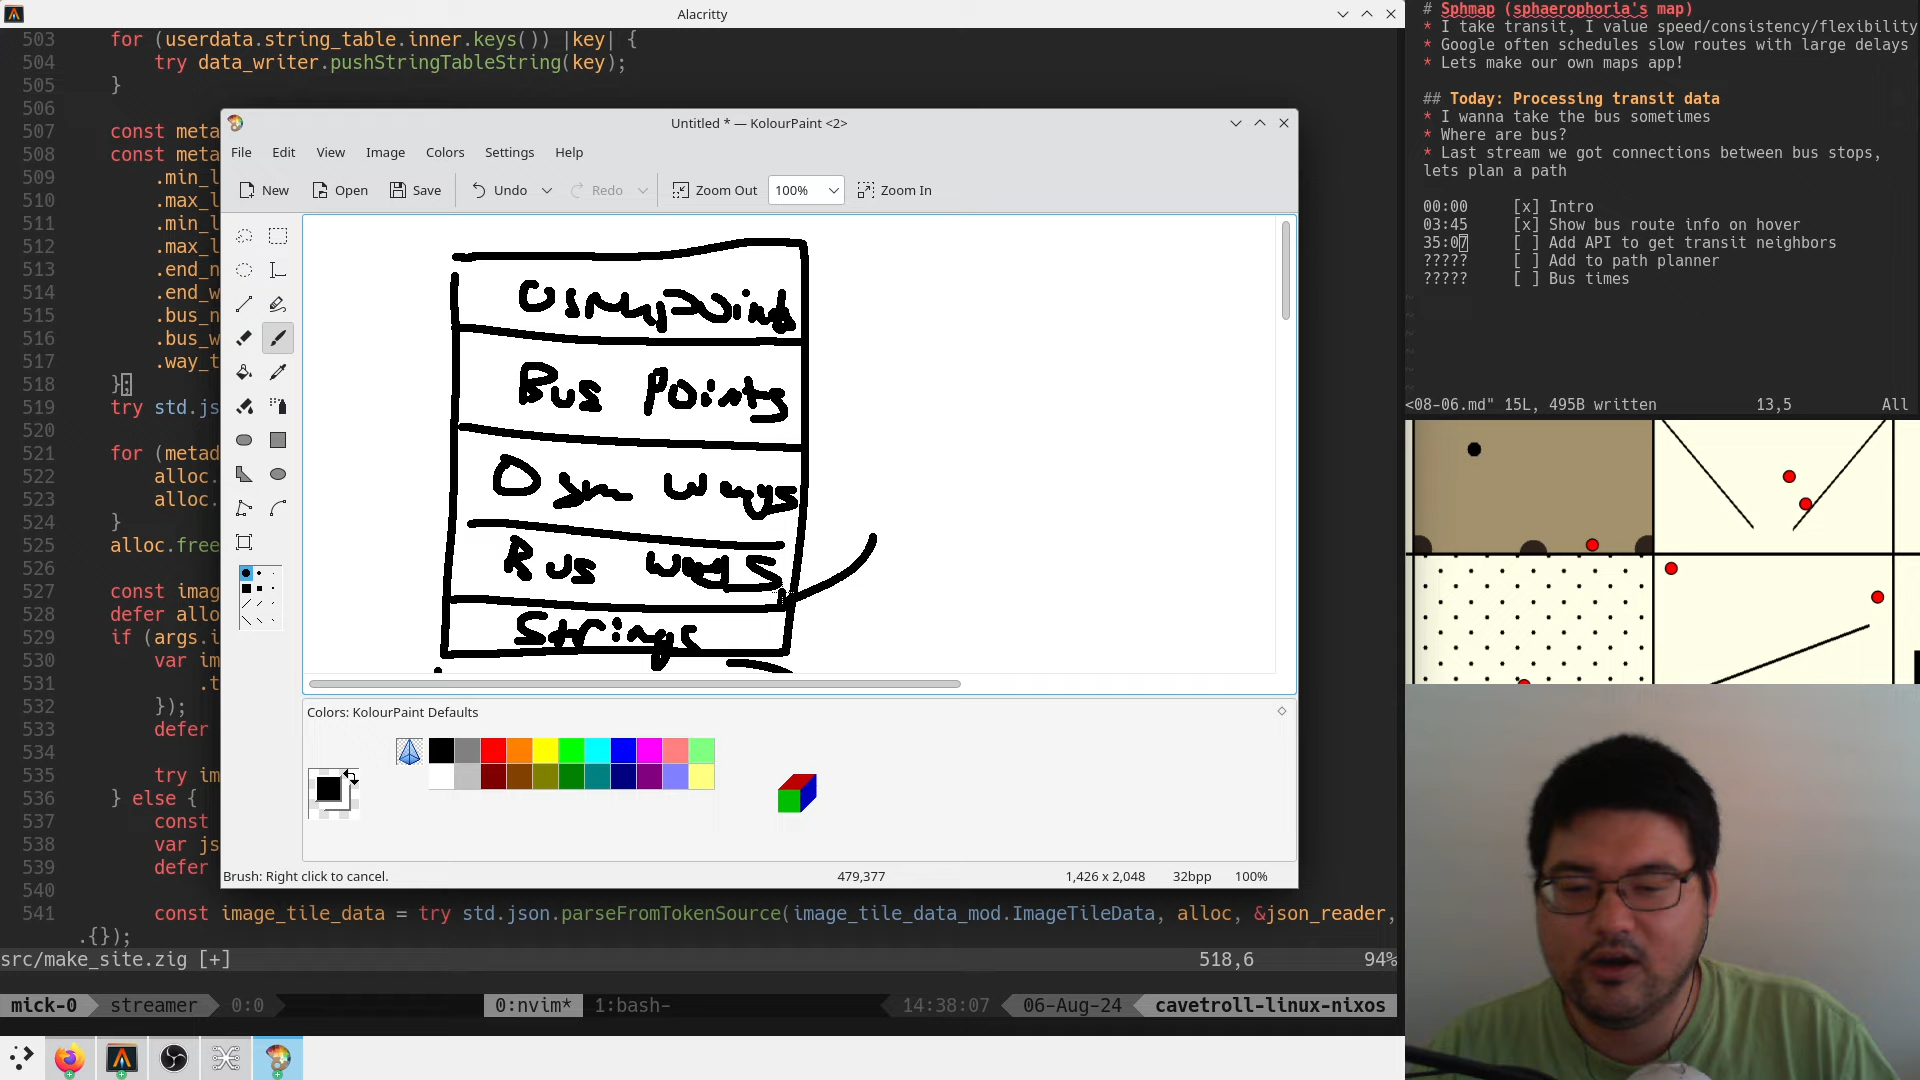 Alacritty
503 for (userdata.string_table.inner.keys()) |key| {
504 try data_writer.pushStringTableString(key);
505 }
506
507 const meta
508 const meta
509 .min_l
510 .max_l
511 .min_l
512 .max_l
513 .end_n
514 .end_w
515 .bus_n
516 .bus_w
517 .way_t
518 };
519 try std.js
520
521 for (metad
522 alloc.
523 alloc.
524 }
525 alloc.free
526
527 const imag
528 defer allo
529 if (args.i
530 var im
531 .t
532 });
533 defer
534
535 try im
536 } else {
537 const
538 var js
539 defer
540
541 const image_tile_data = try std.json.parseFromTokenSource(image_tile_data_mod.ImageTileData, alloc, &json_reader,
.{});
src/make_site.zig [+] 518,6 94%
mick-0 streamer 0:0 0:nvim* 1:bash- 14:38:07 06-Aug-24 cavetroll-linux-nixos
Untitled * — KolourPaint <2>
File Edit View Image Colors Settings Help
New Open Save Undo Redo Zoom Out 100% Zoom In
Bus Points
Osm Ways
Bus ways
Strings
Colors: KolourPaint Defaults
Brush: Right click to cancel. 479,377 1,426 x 2,048 32bpp 100%
# Sphmap (sphaerophoria's map)
* I take transit, I value speed/consistency/flexibility
* Google often schedules slow routes with large delays
* Lets make our own maps app!
## Today: Processing transit data
* I wanna take the bus sometimes
* Where are bus?
* Last stream we got connections between bus stops,
lets plan a path
00:00 [x] Intro
03:45 [x] Show bus route info on hover
35:07 [ ] Add API to get transit neighbors
????? [ ] Add to path planner
????? [ ] Bus times
~
~
~
~
~
<08-06.md" 15L, 495B written 13,5 All